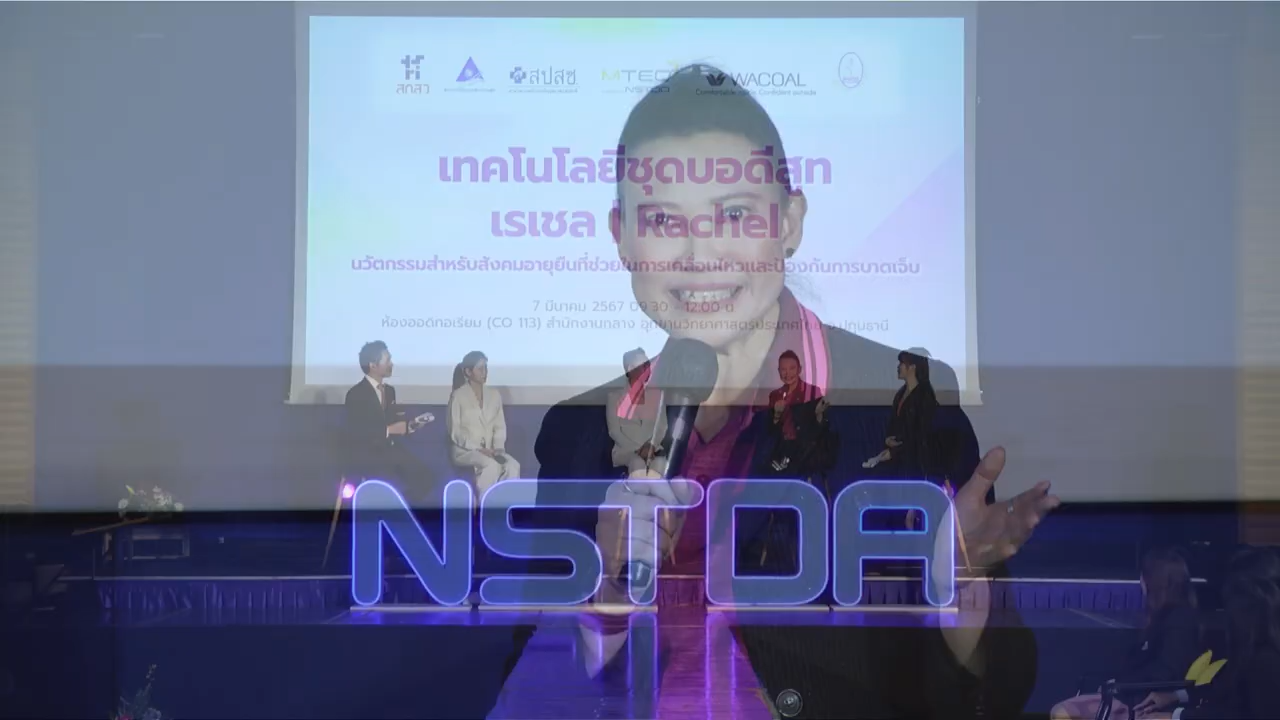 สกสว
สปสช.
MTEC
NSTDA
WACOAL
เทคโนโลยีชุดบอดีสูท
เรเชล | Rachel
นวัตกรรมสำหรับสังคมอายุยืนที่ช่วยในการเคลื่อนไหวและป้องกันการบาดเจ็บ
7 มีนาคม 2567 09.30 - 12.00 น.
ห้องออดิทอเรียม (CO 113) สำนักงานกลาง อุทยานวิทยาศาสตร์ประเทศไทย จ.ปทุมธานี
NSTDA